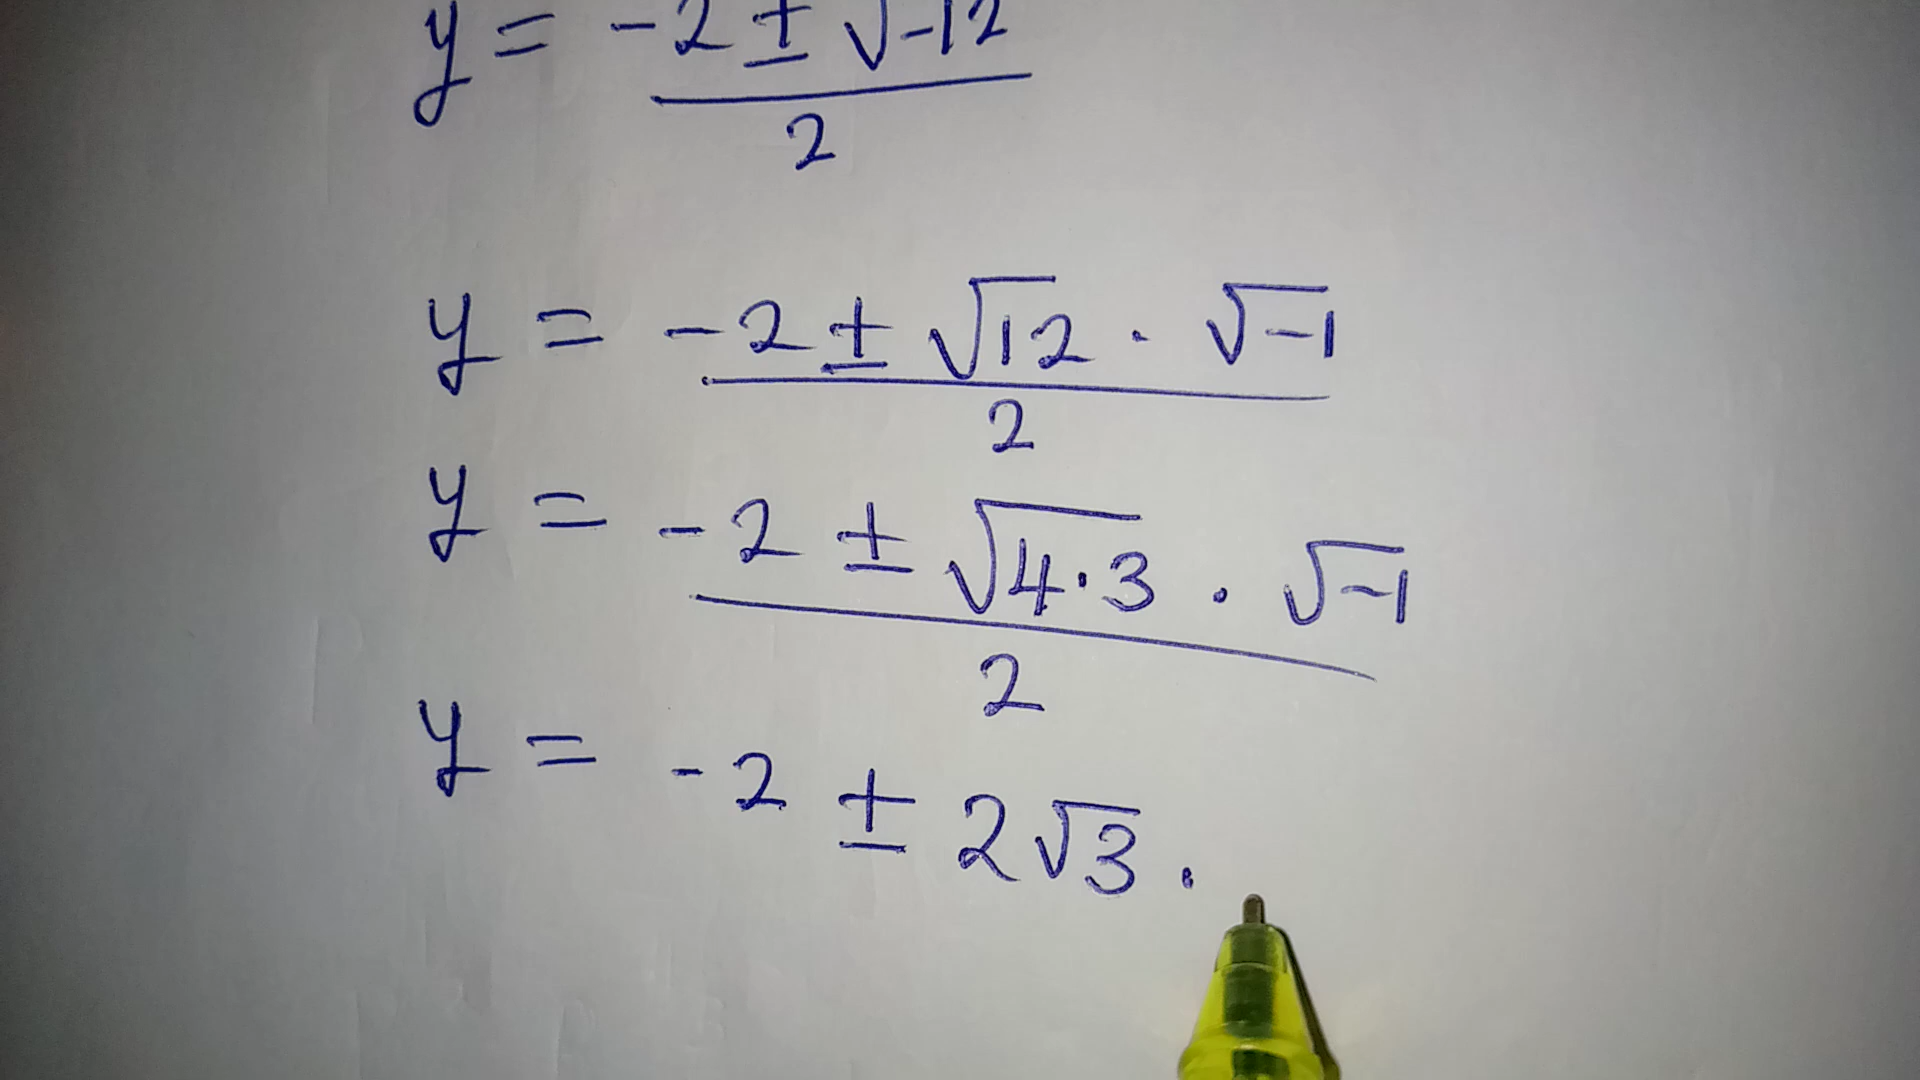 y = -2 ± √-12
2
y = -2 ± √12 · √-1
2
y = -2 ± √4·3 · √-1
2
y = -2 ± 2√3 ·